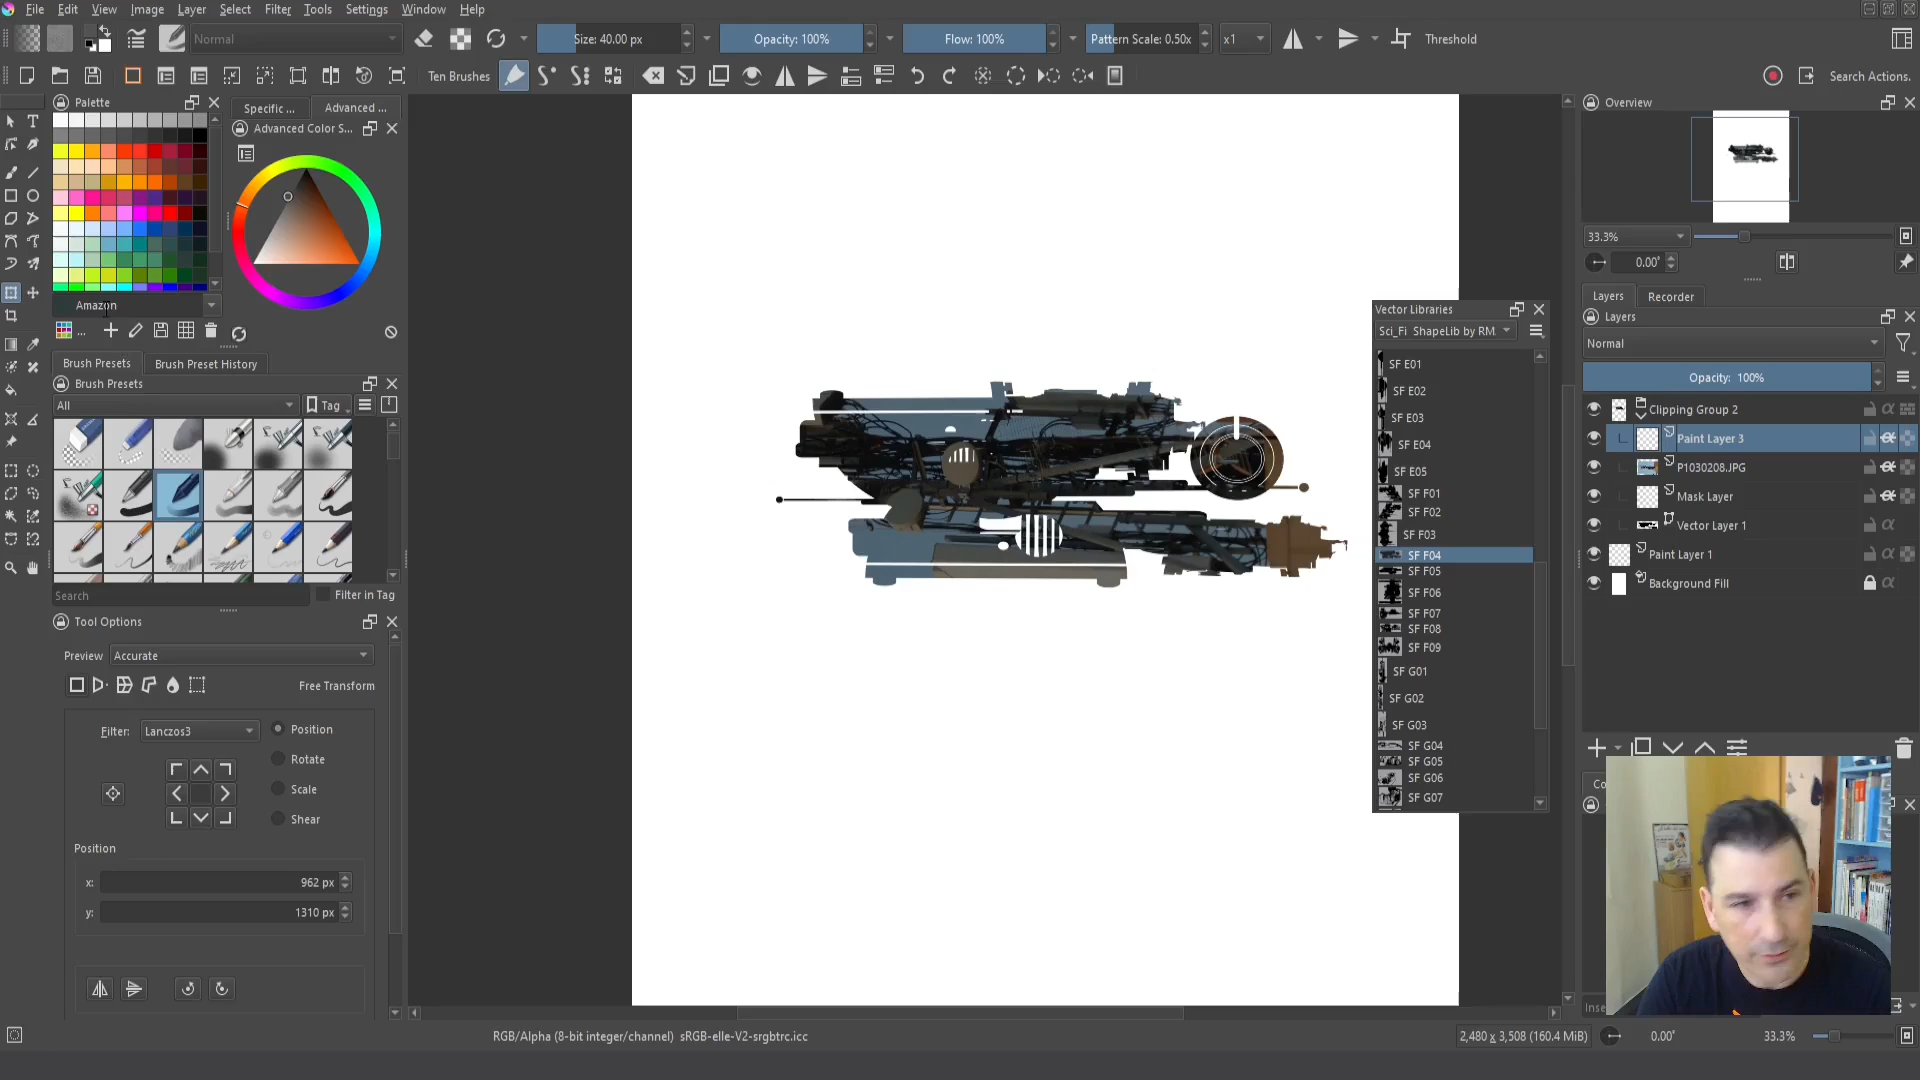 File Edit View Image Layer Select Filter Tools Settings Window Help
Normal Size: 40.00 px Opacity: 100% Flow: 100% Pattern Scale: 0.50x x1 Threshold
Ten Brushes Search Actions.
Palette
Specific ... Advanced ...
Advanced Color S...
Amazon
...
Brush Presets Brush Preset History
Brush Presets
All Tag
Search Filter in Tag
Tool Options
Preview Accurate
Free Transform
Filter: Lanczos3 Position
Rotate
Scale
Shear
Position
x: 962 px
y: 1310 px
Vector Libraries
Sci_Fi ShapeLib by RM
SF E01
SF E02
SF E03
SF E04
SF E05
SF F01
SF F02
SF F03
SF F04
SF F05
SF F06
SF F07
SF F08
SF F09
SF G01
SF G02
SF G03
SF G04
SF G05
SF G06
SF G07
Overview
33.3%
0.00°
Layers Recorder
Layers
Normal
Opacity: 100%
Clipping Group 2
Paint Layer 3
P1030208.JPG
Mask Layer
Vector Layer 1
Paint Layer 1
Background Fill
Co
Inse
RGB/Alpha (8-bit integer/channel) sRGB-elle-V2-srgbtrc.icc
2,480 x 3,508 (160.4 MiB) 0.00° 33.3%